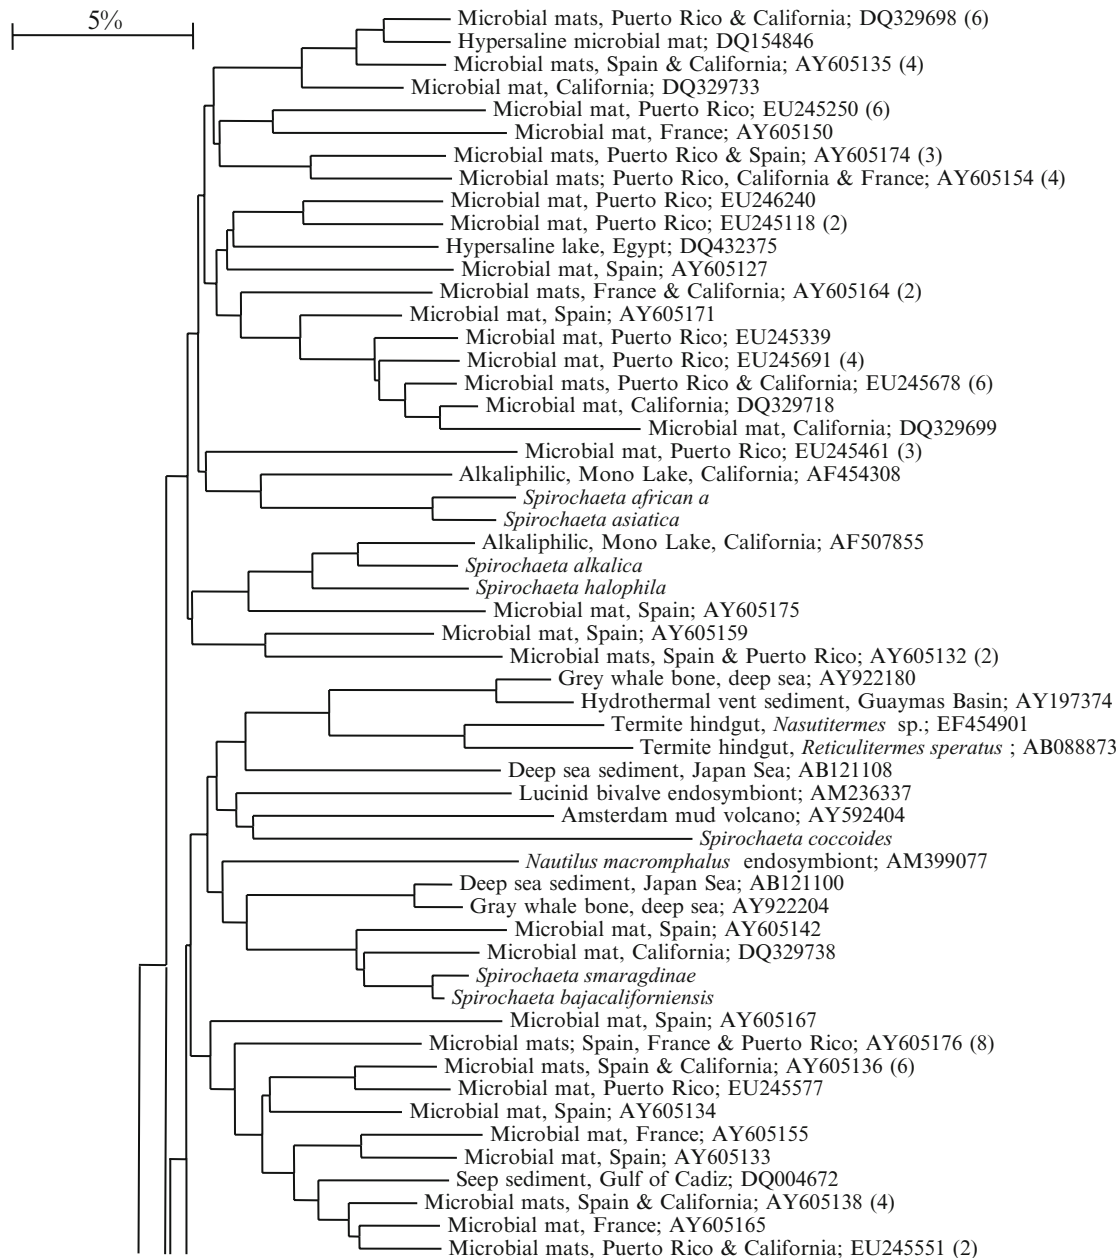 5%
Microbial mats, Puerto Rico & California; DQ329698 (6)
Hypersaline microbial mat; DQ154846
Microbial mats, Spain & California; AY605135 (4)
Microbial mat, California; DQ329733
Microbial mat, Puerto Rico; EU245250 (6)
Microbial mat, France; AY605150
Microbial mats, Puerto Rico & Spain; AY605174 (3)
Microbial mats; Puerto Rico, California & France; AY605154 (4)
Microbial mat, Puerto Rico; EU246240
Microbial mat, Puerto Rico; EU245118 (2)
Hypersaline lake, Egypt; DQ432375
Microbial mat, Spain; AY605127
Microbial mats, France & California; AY605164 (2)
Microbial mat, Spain; AY605171
Microbial mat, Puerto Rico; EU245339
Microbial mat, Puerto Rico; EU245691 (4)
Microbial mats, Puerto Rico & California; EU245678 (6)
Microbial mat, California; DQ329718
Microbial mat, California; DQ329699
Microbial mat, Puerto Rico; EU245461 (3)
Alkaliphilic, Mono Lake, California; AF454308
Spirochaeta african a
Spirochaeta asiatica
Alkaliphilic, Mono Lake, California; AF507855
Spirochaeta alkalica
Spirochaeta halophila
Microbial mat, Spain; AY605175
Microbial mat, Spain; AY605159
Microbial mats, Spain & Puerto Rico; AY605132 (2)
Grey whale bone, deep sea; AY922180
Hydrothermal vent sediment, Guaymas Basin; AY197374
Termite hindgut, Nasutitermes sp.; EF454901
Termite hindgut, Reticulitermes speratus ; AB088873
Deep sea sediment, Japan Sea; AB121108
Lucinid bivalve endosymbiont; AM236337
Amsterdam mud volcano; AY592404
Spirochaeta coccoides
Nautilus macromphalus endosymbiont; AM399077
Deep sea sediment, Japan Sea; AB121100
Gray whale bone, deep sea; AY922204
Microbial mat, Spain; AY605142
Microbial mat, California; DQ329738
Spirochaeta smaragdinae
Spirochaeta bajacaliforniensis
Microbial mat, Spain; AY605167
Microbial mats; Spain, France & Puerto Rico; AY605176 (8)
Microbial mats, Spain & California; AY605136 (6)
Microbial mat, Puerto Rico; EU245577
Microbial mat, Spain; AY605134
Microbial mat, France; AY605155
Microbial mat, Spain; AY605133
Seep sediment, Gulf of Cadiz; DQ004672
Microbial mats, Spain & California; AY605138 (4)
Microbial mat, France; AY605165
Microbial mats, Puerto Rico & California; EU245551 (2)